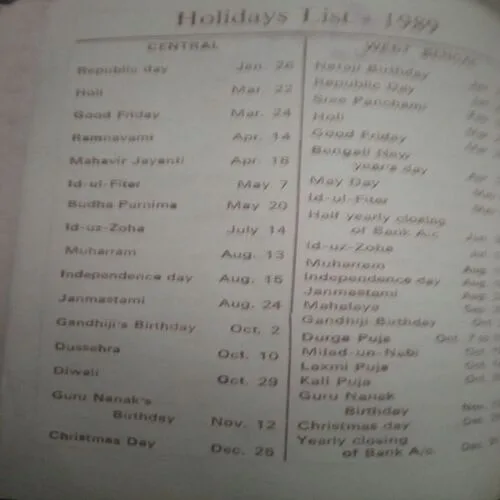 Holidays List - 1989
CENTRAL
Republic day Jan. 26
Holi Mar. 22
Good Friday Mar. 24
Ramnavami Apr. 14
Mahavir Jayanti Apr. 18
Id-ul-Fiter May 7
Budha Purnima May 20
Id-uz-Zoha July 14
Muharram Aug. 13
Independence day Aug. 15
Janmastami Aug. 24
Gandhiji's Birthday Oct. 2
Dussehra Oct. 10
Diwali Oct. 29
Guru Nanak's
Birthday Nov. 12
Christmas Day Dec. 25
WEST BENGAL
Netaji Birthday
Republic Day
Sree Panchami
Holi
Good Friday
Bengali New
year's day
May Day
Id-ul-Fiter
Half yearly closing
of Bank A/c
Id-uz-Zoha
Muharram
Independence day
Janmastami
Mahalaya
Gandhiji Birthday
Durga Puja
Milad-un-Nabi
Laxmi Puja
Kali Puja
Guru Nanak
Birthday
Christmas day
Yearly closing
of Bank A/c